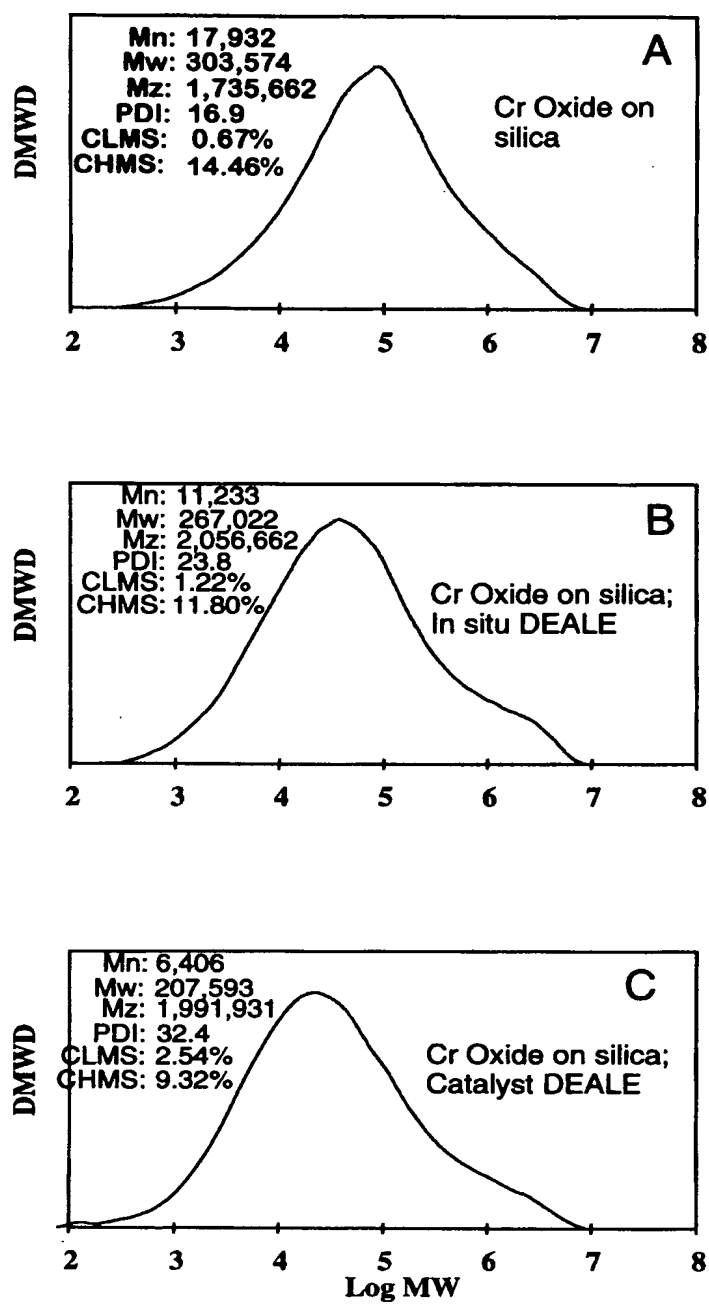 Mn: 17,932
Mw: 303,574
Mz: 1,735,662
PDI: 16.9
CLMS: 0.67%
CHMS: 14.46%
A
Cr Oxide on
silica
DMWD
2 3 4 5 6 7 8
Mn: 11,233
Mw: 267,022
Mz: 2,056,662
PDI: 23.8
CLMS: 1.22%
CHMS: 11.80%
B
Cr Oxide on silica;
In situ DEALE
DMWD
2 3 4 5 6 7 8
Mn: 6,406
Mw: 207,593
Mz: 1,991,931
PDI: 32.4
CLMS: 2.54%
CHMS: 9.32%
C
Cr Oxide on silica;
Catalyst DEALE
DMWD
2 3 4 5 6 7 8
Log MW